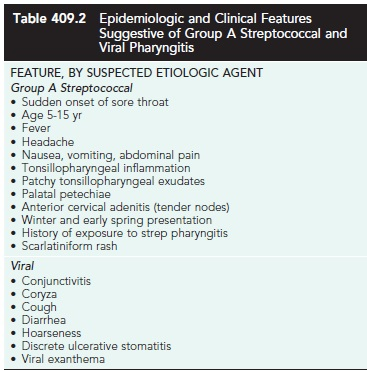 Table 409.2 Epidemiologic and Clinical Features
Suggestive of Group A Streptococcal and
Viral Pharyngitis
FEATURE, BY SUSPECTED ETIOLOGIC AGENT
Group A Streptococcal
• Sudden onset of sore throat
• Age 5-15 yr
• Fever
• Headache
• Nausea, vomiting, abdominal pain
• Tonsillopharyngeal inflammation
• Patchy tonsillopharyngeal exudates
• Palatal petechiae
• Anterior cervical adenitis (tender nodes)
• Winter and early spring presentation
• History of exposure to strep pharyngitis
• Scarlatiniform rash
Viral
• Conjunctivitis
• Coryza
• Cough
• Diarrhea
• Hoarseness
• Discrete ulcerative stomatitis
• Viral exanthema